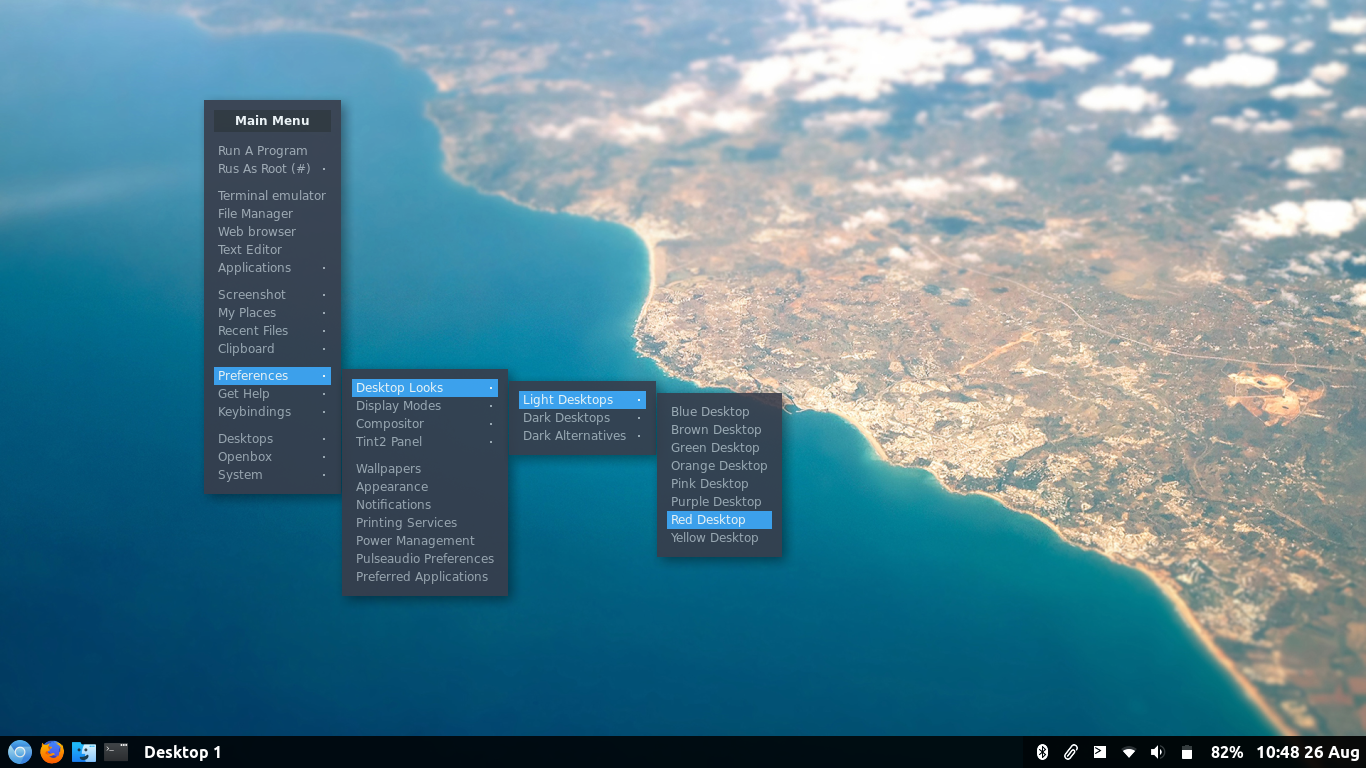 Main Menu
Run A Program
Rus As Root (#)
Terminal emulator
File Manager
Web browser
Text Editor
Applications
Screenshot
My Places
Recent Files
Clipboard
Preferences
Get Help
Keybindings
Desktops
Openbox
System
Desktop Looks
Display Modes
Compositor
Tint2 Panel
Wallpapers
Appearance
Notifications
Printing Services
Power Management
Pulseaudio Preferences
Preferred Applications
Light Desktops
Dark Desktops
Dark Alternatives
Blue Desktop
Brown Desktop
Green Desktop
Orange Desktop
Pink Desktop
Purple Desktop
Red Desktop
Yellow Desktop
Desktop 1
82% 10:48 26 Aug